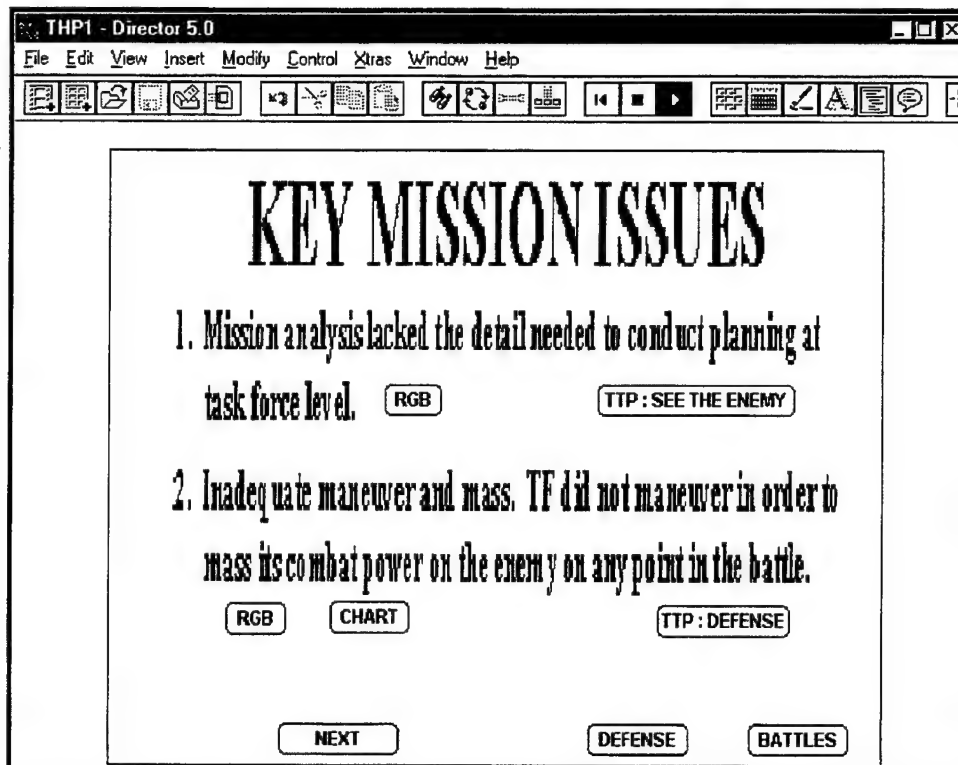 THP1 - Director 5.0
File Edit View Insert Modify Control Xtras Window Help
KEY MISSION ISSUES
1. Mission analysis lacked the detail needed to conduct planning at
task force level. RGB TTP : SEE THE ENEMY
2. Inadequate maneuver and mass. TF did not maneuver in order to
mass its combat power on the enemy on any point in the battle.
RGB CHART TTP : DEFENSE
NEXT DEFENSE BATTLES